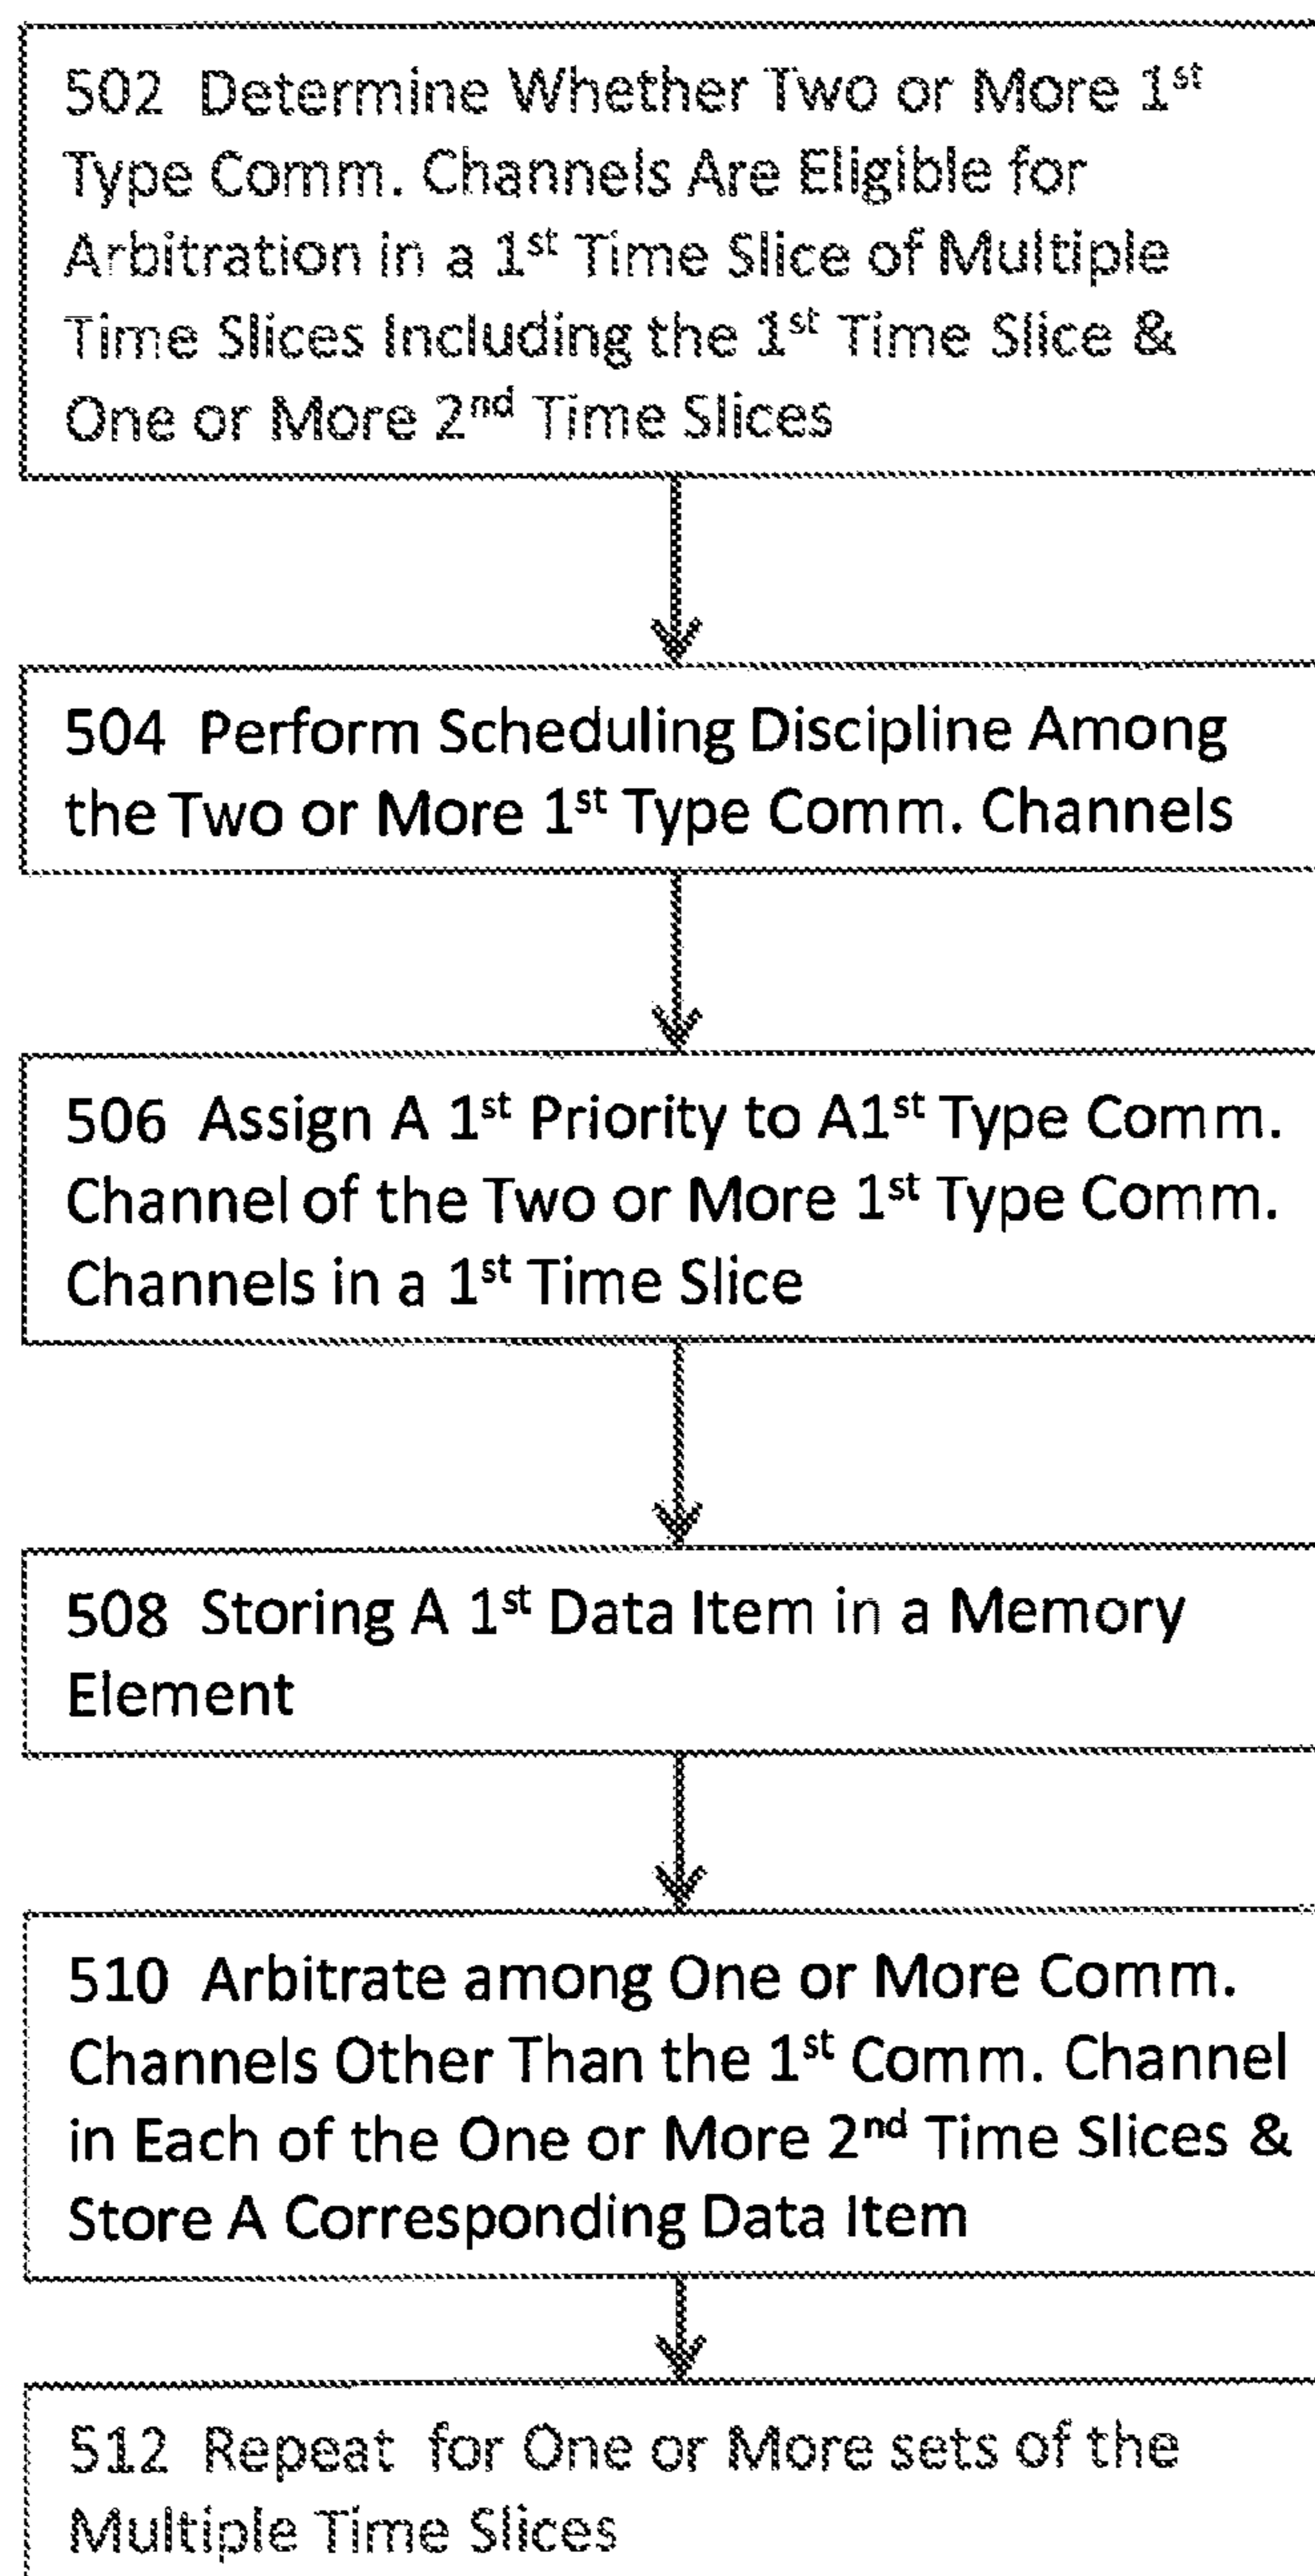 502 Determine Whether Two or More 1st
Type Comm. Channels Are Eligible for
Arbitration in a 1st Time Slice of Multiple
Time Slices Including the 1st Time Slice &
One or More 2nd Time Slices
504 Perform Scheduling Discipline Among
the Two or More 1st Type Comm. Channels
506 Assign A 1st Priority to A1st Type Comm.
Channel of the Two or More 1st Type Comm.
Channels in a 1st Time Slice
508 Storing A 1st Data Item in a Memory
Element
510 Arbitrate among One or More Comm.
Channels Other Than the 1st Comm. Channel
in Each of the One or More 2nd Time Slices &
Store A Corresponding Data Item
512 Repeat for One or More sets of the
Multiple Time Slices